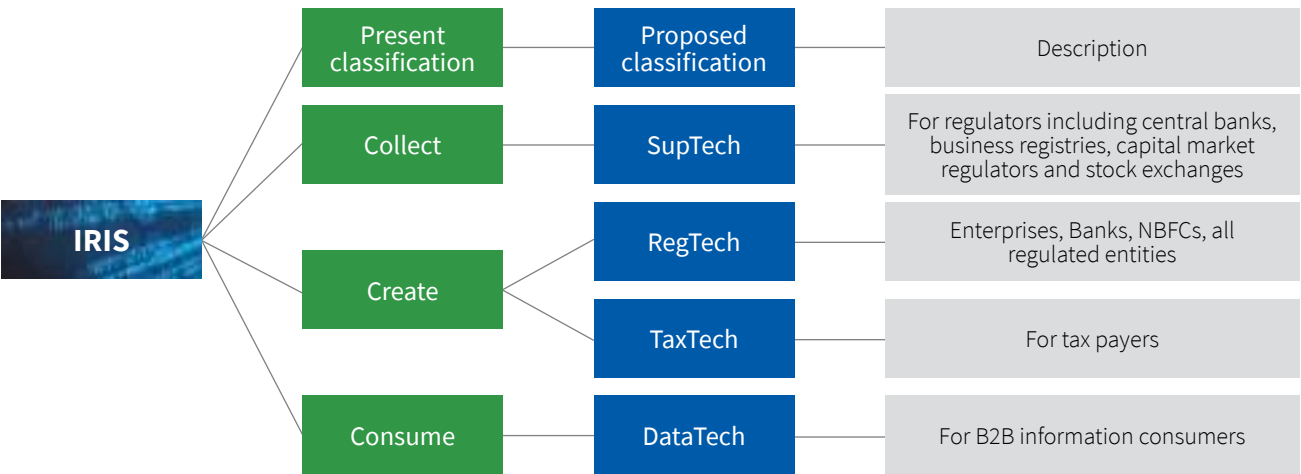 Present
classification
Proposed
classification
Description
Collect
SupTech
For regulators including central banks,
business registries, capital market
regulators and stock exchanges
IRIS
RegTech
Enterprises, Banks, NBFCs, all
regulated entities
Create
TaxTech
For tax payers
Consume
DataTech
For B2B information consumers